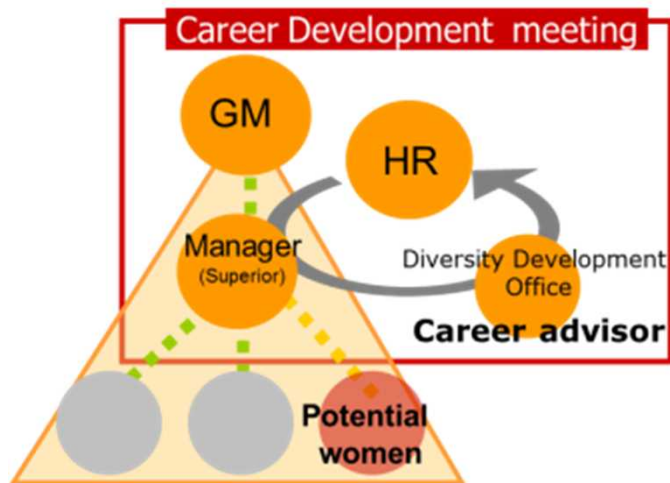 Career Development meeting
GM
HR
Manager
(Superior)
Diversity Development
Office
Career advisor
Potential
women